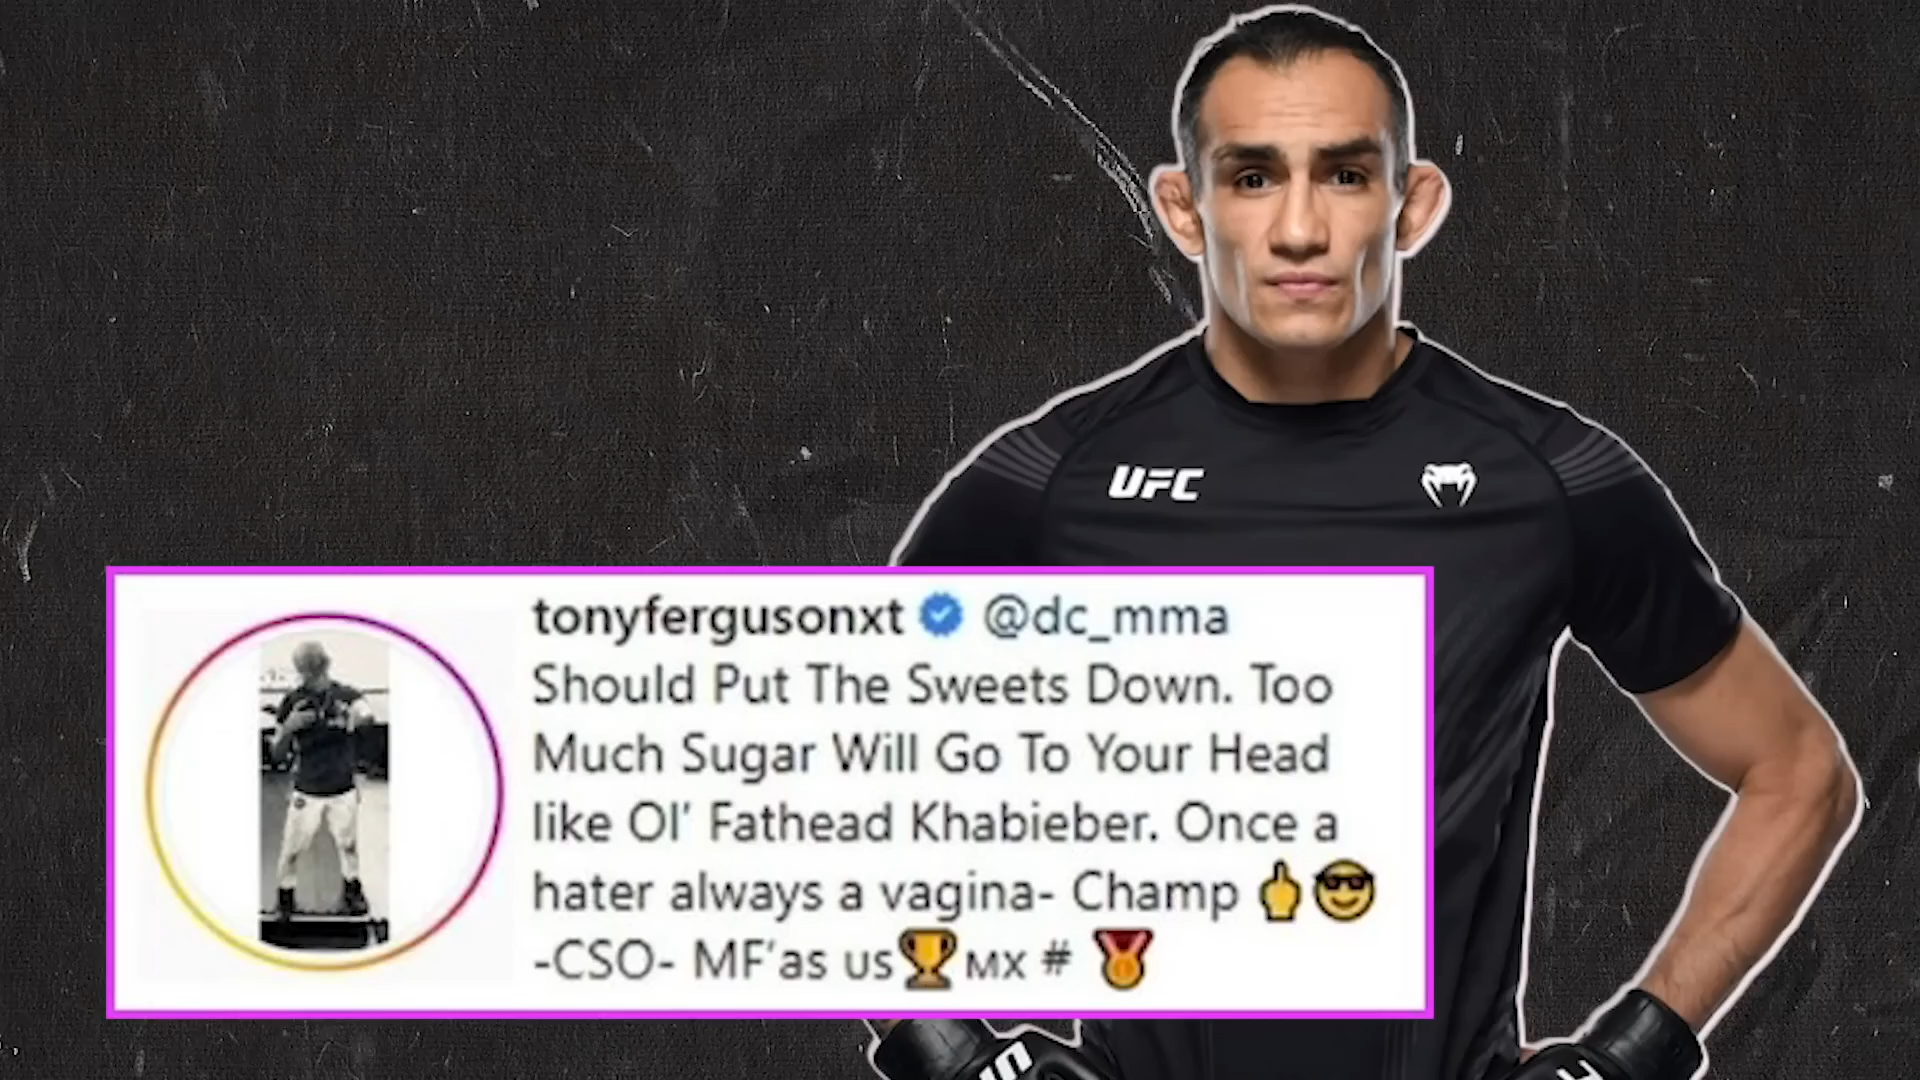 UFC
tonyfergusonxt @dc_mma
Should Put The Sweets Down. Too
Much Sugar Will Go To Your Head
like Ol' Fathead Khabieber. Once a
hater always a vagina- Champ 🖕😎
-CSO- MF'as us🏆мx # 🏅